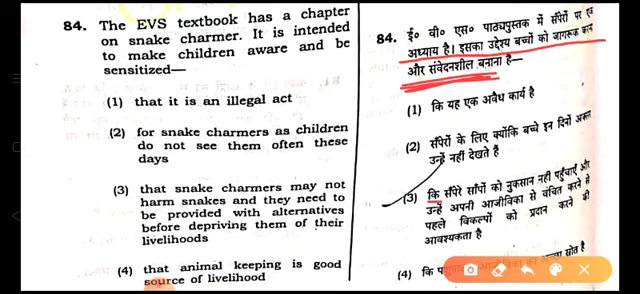 84. The EVS textbook has a chapter
on snake charmer. It is intended
to make children aware and be
sensitized—
(1) that it is an illegal act
(2) for snake charmers as children
do not see them often these
days
(3) that snake charmers may not
harm snakes and they need to
be provided with alternatives
before depriving them of their
livelihoods
(4) that animal keeping is good
source of livelihood
84. ई० वी० एस० पाठ्यपुस्तक में सँपेरों पर एक
अध्याय है। इसका उद्देश्य बच्चों को जागरूक करने
और संवेदनशील बनाना है—
(1) कि यह एक अवैध कार्य है
(2) सँपेरों के लिए क्योंकि बच्चे इन दिनों अक्सर
उन्हें नहीं देखते हैं
(3) कि सँपेरे साँपों को नुकसान नहीं पहुँचाएँ और
उन्हें अपनी आजीविका से वंचित करने से
पहले विकल्पों को प्रदान करने की
आवश्यकता है
(4) कि स्रोत है